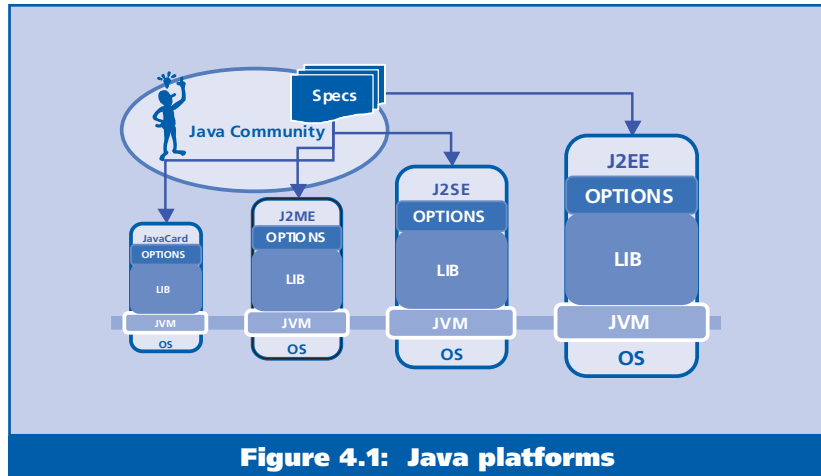 Specs
Java Community
JavaCard
OPTIONS
LIB
JVM
OS
J2ME
OPTIONS
LIB
JVM
OS
J2SE
OPTIONS
LIB
JVM
OS
J2EE
OPTIONS
LIB
JVM
OS
Figure 4.1: Java platforms